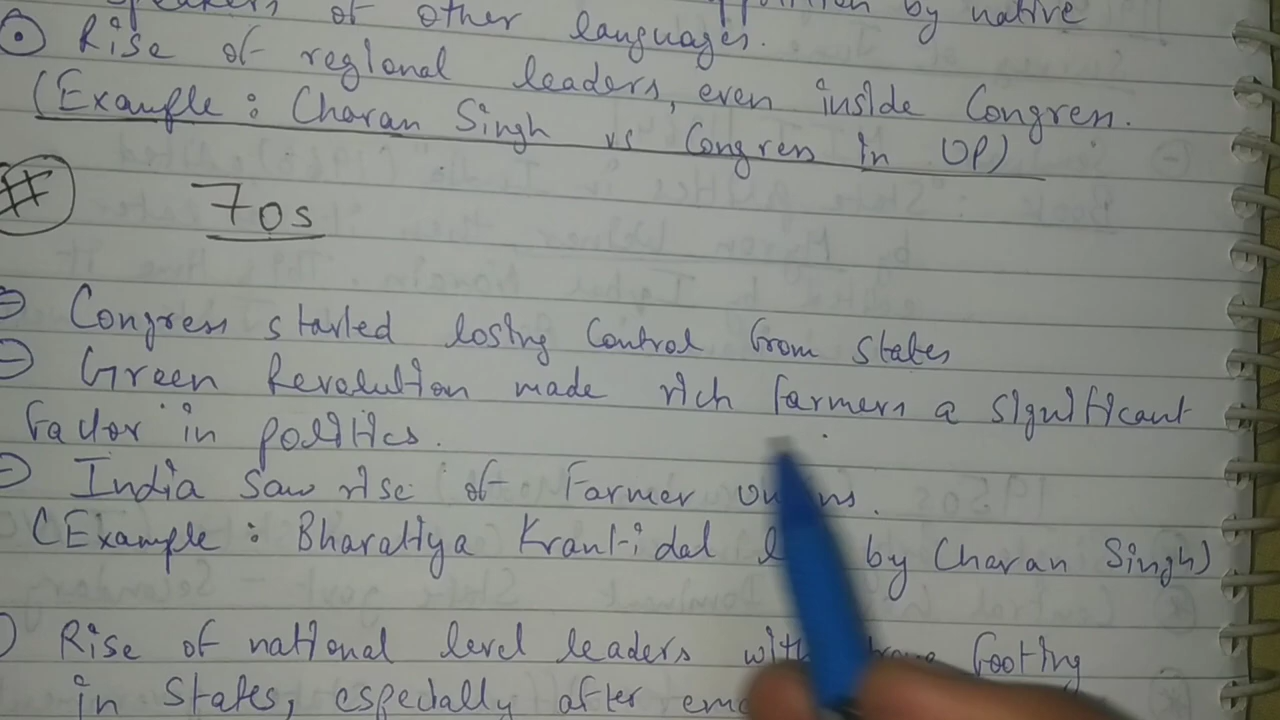 of other languages. by native
Rise of regional leaders, even inside Congress.
(Example : Charan Singh vs Congress in UP)
# 70s
Congress started losing control from states
Green Revolution made rich farmers a significant
factor in politics.
India saw rise of Farmer
(Example : Bharatiya Kranti dal by Charan Singh)
Rise of national level leaders footing
in States, especially after